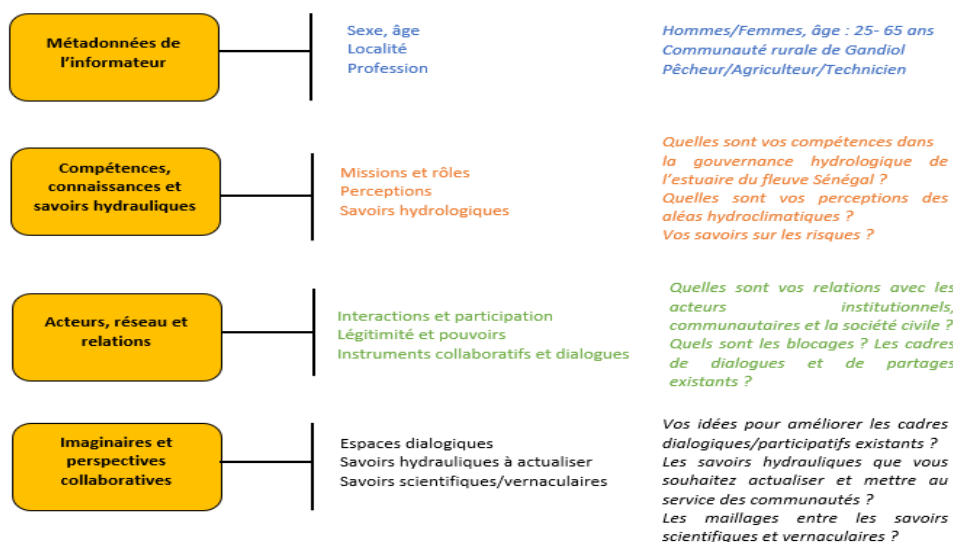 Métadonnées de
l'informateur
Sexe, âge
Localité
Profession
Hommes/Femmes, âge : 25- 65 ans
Communauté rurale de Gandiol
Pêcheur/Agriculteur/Technicien
Compétences,
connaissances et
savoirs hydrauliques
Missions et rôles
Perceptions
Savoirs hydrologiques
Quelles sont vos compétences dans
la gouvernance hydrologique de
l'estuaire du fleuve Sénégal ?
Quelles sont vos perceptions des
aléas hydroclimatiques ?
Vos savoirs sur les risques ?
Acteurs, réseau et
relations
Interactions et participation
Légitimité et pouvoirs
Instruments collaboratifs et dialogues
Quelles sont vos relations avec les
acteurs institutionnels,
communautaires et la société civile ?
Quels sont les blocages ? Les cadres
de dialogues et de partages
existants ?
Imaginaires et
perspectives
collaboratives
Espaces dialogiques
Savoirs hydrauliques à actualiser
Savoirs scientifiques/vernaculaires
Vos idées pour améliorer les cadres
dialogiques/participatifs existants ?
Les savoirs hydrauliques que vous
souhaitez actualiser et mettre au
service des communautés ?
Les maillages entre les savoirs
scientifiques et vernaculaires ?